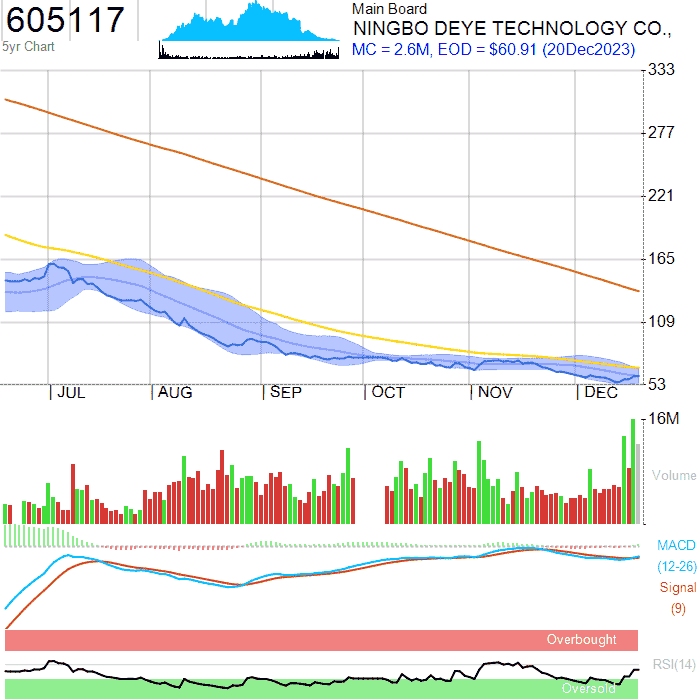 605117
5yr Chart
Main Board
NINGBO DEYE TECHNOLOGY CO.,
MC = 2.6M, EOD = $60.91 (20Dec2023)
333
277
221
165
109
53
JUL AUG SEP OCT NOV DEC
16M
Volume
MACD
(12-26)
Signal
(9)
Overbought
RSI(14)
Oversold